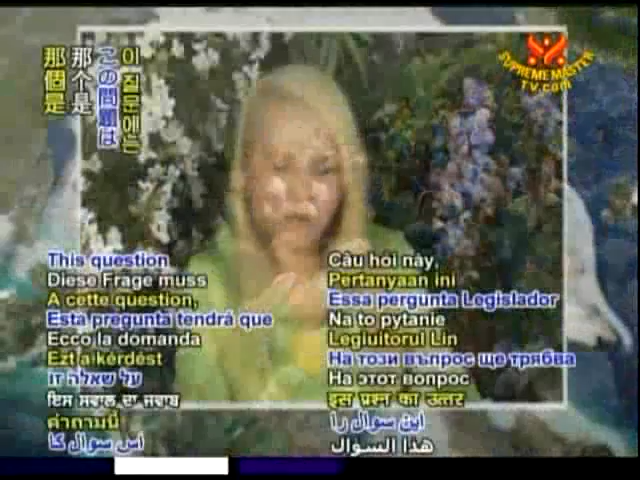 那個是
那个是
この問題は
이 질문에는
SUPREME MASTER
TV.com
This question
Diese Frage muss
A cette question,
Esta pregunta tendrá que
Ecco la domanda
Ezt a kérdést
על שאלה זו
ਇਸ ਸਵਾਲ ਦਾ ਜਵਾਬ
คำถามนี้
اس سوال کا
Câu hỏi này,
Pertanyaan ini
Essa pergunta Legislador
Na to pytanie
Legiuitorul Lin
На този въпрос ще трябва
На этот вопрос
इस प्रश्न का उत्तर
این سوال را
هذا السؤال